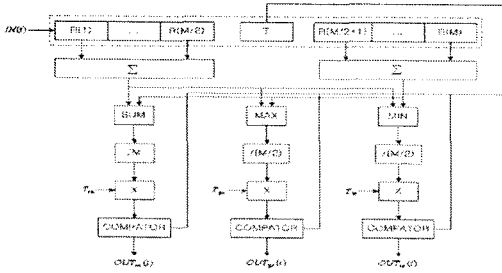 IN(t) R(1) ... R(M/2) T R(M/2+1) ... R(M)
Σ Σ
SUM MAX MIN
/M /(M/2) /(M/2)
X X X
COMPATOR COMPATOR COMPATOR